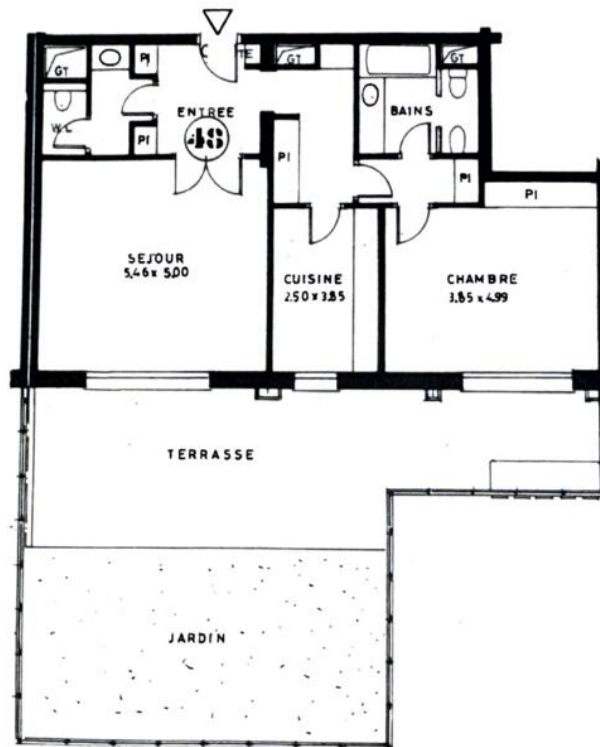 C
TE
GT
PI
GT
GT
W.C
ENTREE
BAINS
48
PI
PI
PI
PI
SEJOUR
5,46 x 5,00
CUISINE
2.50 x 3.85
CHAMBRE
3.85 x 4.99
TERRASSE
JARDIN